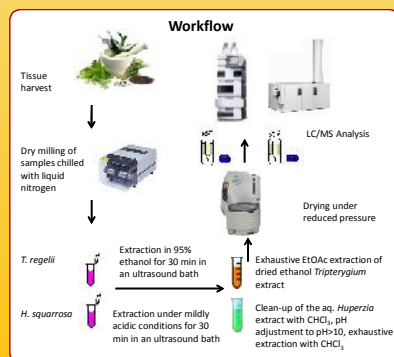 Workflow
Tissue
harvest
LC/MS Analysis
Dry milling of
samples chilled
with liquid
nitrogen
Drying under
reduced pressure
T. regelii
Extraction in 95%
ethanol for 30 min in
an ultrasound bath
Exhaustive EtOAc extraction of
dried ethanol Tripterygium
extract
H. squarrosa
Extraction under mildly
acidic conditions for 30
min in an ultrasound bath
Clean-up of the aq. Huperzia
extract with CHCl₃, pH
adjustment to pH>10, exhaustive
extraction with CHCl₃